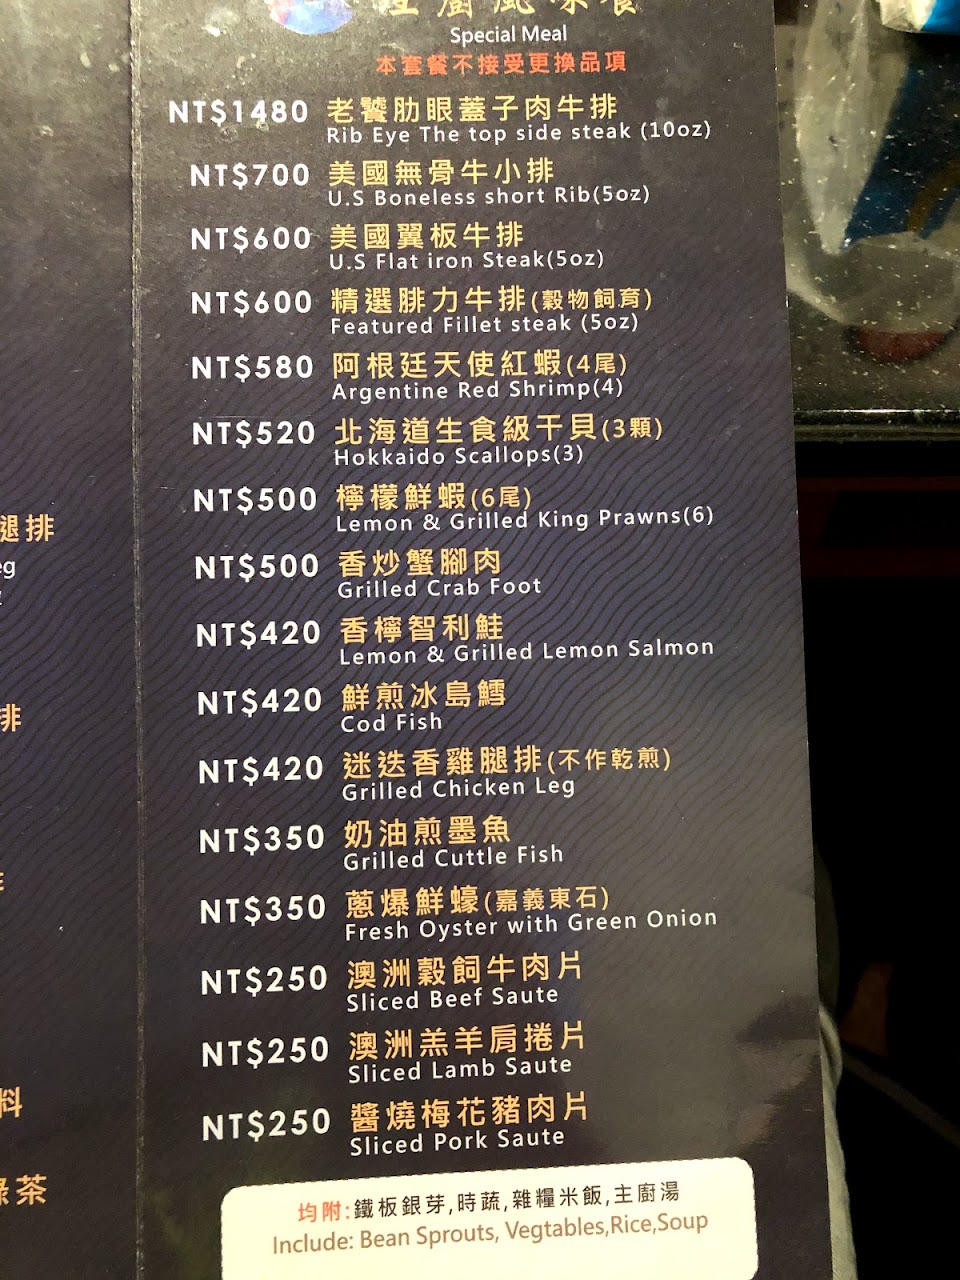 主廚風味餐
Special Meal
本套餐不接受更換品項
NT$1480 老饕肋眼蓋子肉牛排
Rib Eye The top side steak (10oz)
NT$700 美國無骨牛小排
U.S Boneless short Rib(5oz)
NT$600 美國翼板牛排
U.S Flat iron Steak(5oz)
NT$600 精選腓力牛排(穀物飼育)
Featured Fillet steak (5oz)
NT$580 阿根廷天使紅蝦(4尾)
Argentine Red Shrimp(4)
NT$520 北海道生食級干貝(3顆)
Hokkaido Scallops(3)
NT$500 檸檬鮮蝦(6尾)
Lemon & Grilled King Prawns(6)
NT$500 香炒蟹腳肉
Grilled Crab Foot
NT$420 香檸智利鮭
Lemon & Grilled Lemon Salmon
NT$420 鮮煎冰島鱈
Cod Fish
NT$420 迷迭香雞腿排(不作乾煎)
Grilled Chicken Leg
NT$350 奶油煎墨魚
Grilled Cuttle Fish
NT$350 蔥爆鮮蠔(嘉義東石)
Fresh Oyster with Green Onion
NT$250 澳洲穀飼牛肉片
Sliced Beef Saute
NT$250 澳洲羔羊肩捲片
Sliced Lamb Saute
NT$250 醬燒梅花豬肉片
Sliced Pork Saute
均附:鐵板銀芽,時蔬,雜糧米飯,主廚湯
Include: Bean Sprouts, Vegtables,Rice,Soup
腿排
eg
排
料
綠茶